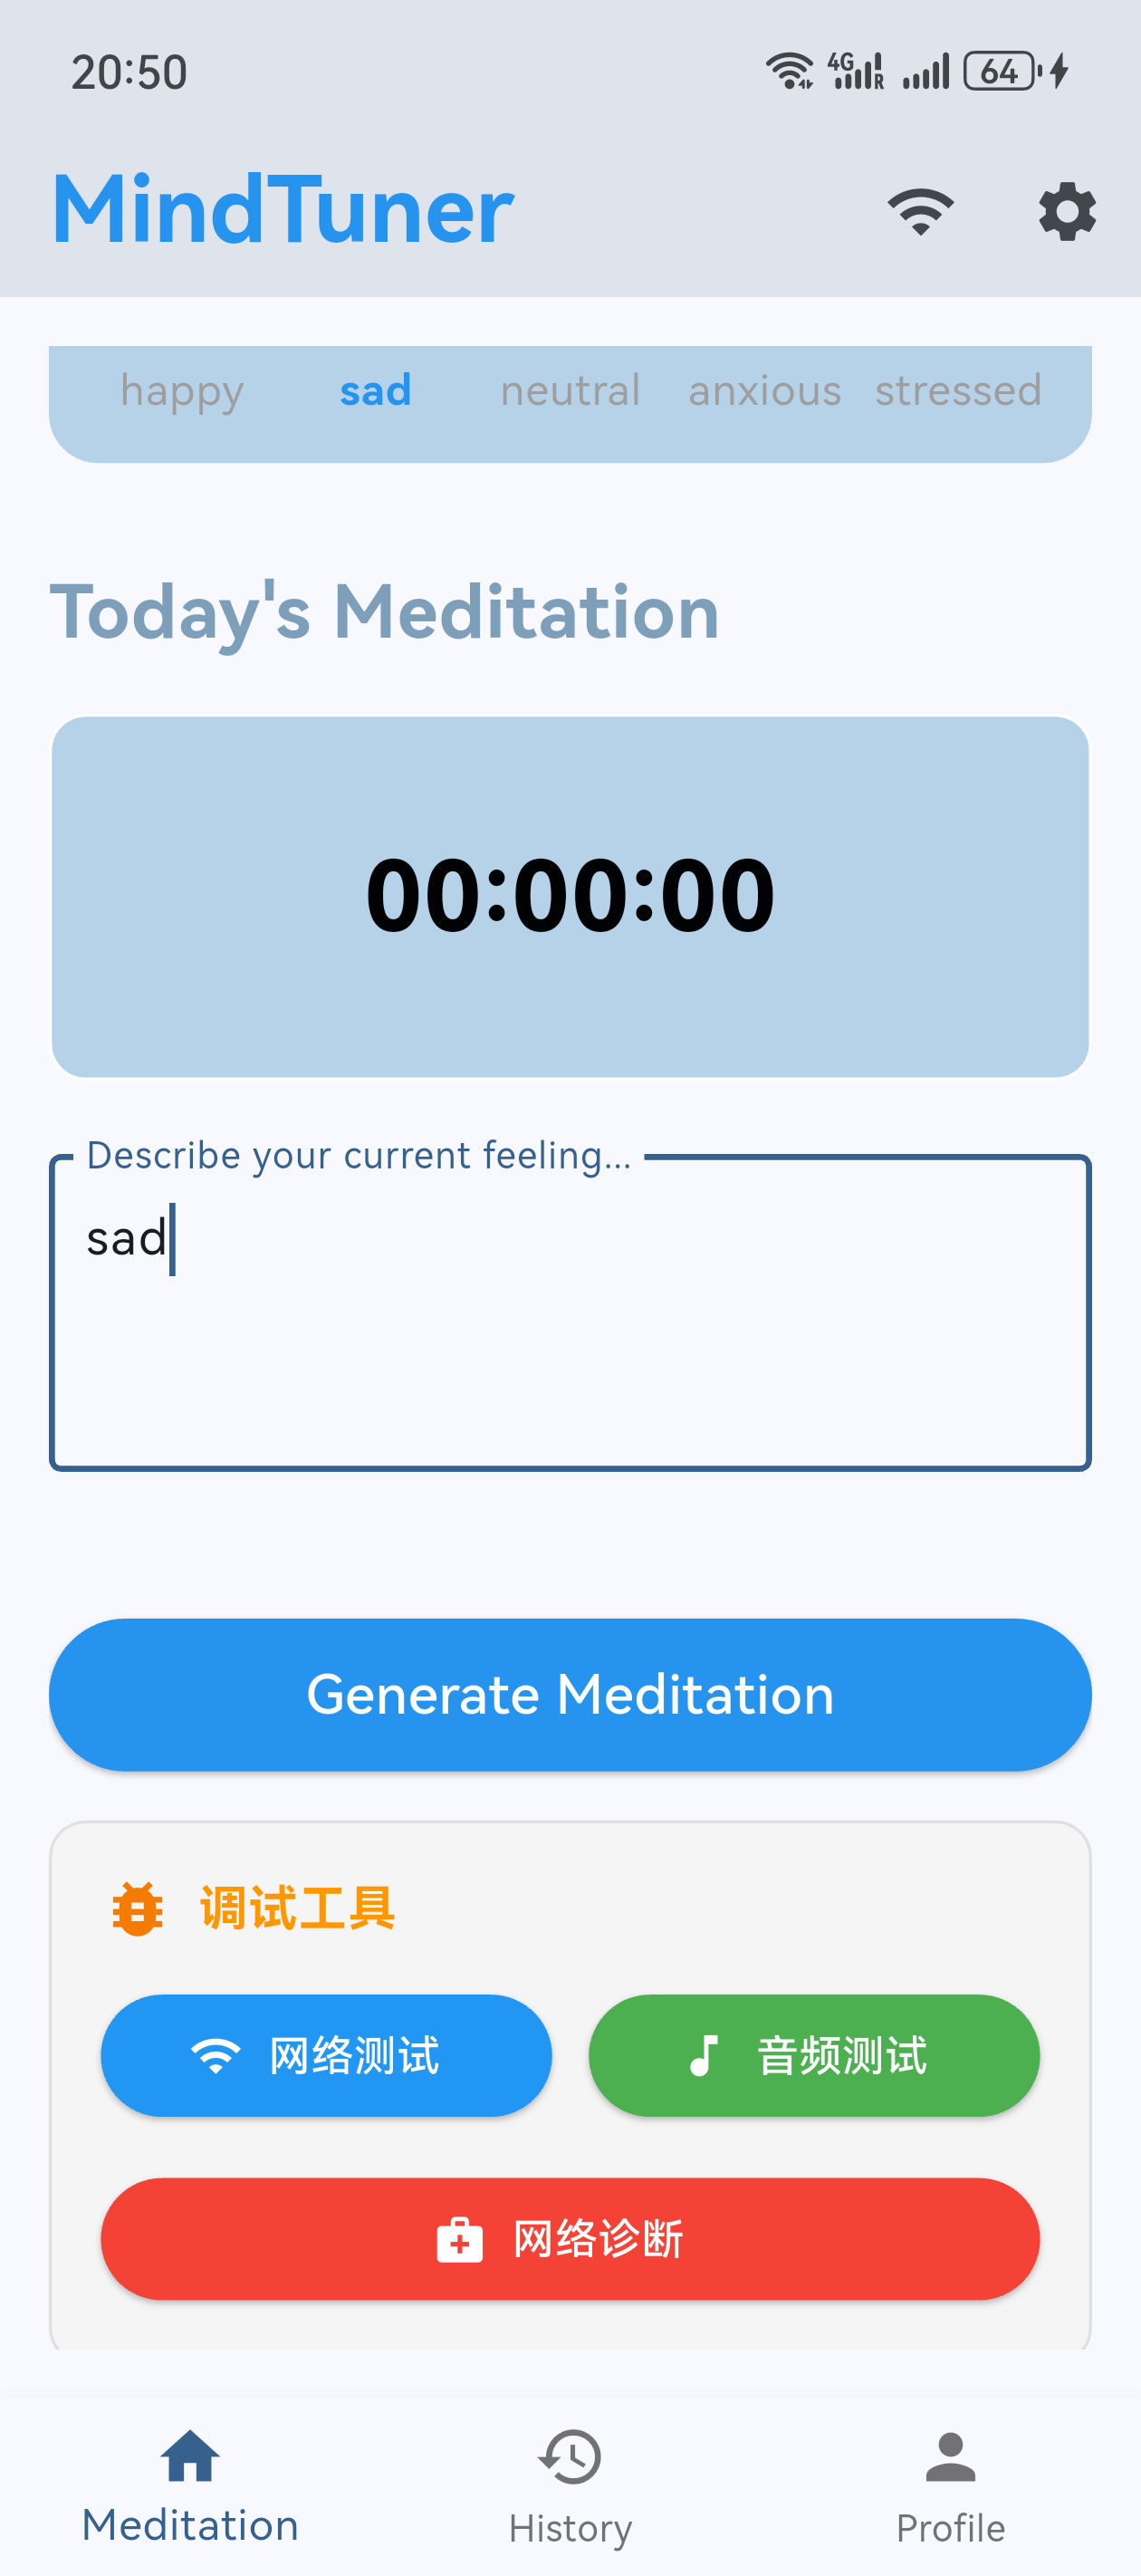 20:50
4G R 64
MindTuner
happy sad neutral anxious stressed
Today's Meditation
00:00:00
Describe your current feeling...
sad
Generate Meditation
调试工具
网络测试 音频测试
网络诊断
Meditation History Profile